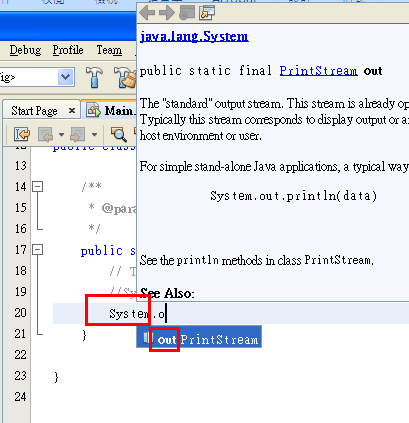 java.lang.System
Debug Profile Team
public static final PrintStream out
ig>
The "standard" output stream. This stream is already op
Typically this stream corresponds to display output or a
host environment or user.
Start Page Main.
For simple stand-alone Java applications, a typical way
System.out.println(data)
See the println methods in class PrintStream.
See Also:
12 public class
13
14 /**
15 * @para
16 */
17 public s
18 // T
19 //Sy
20 System.o
21 }
22
23 }
24
out PrintStream